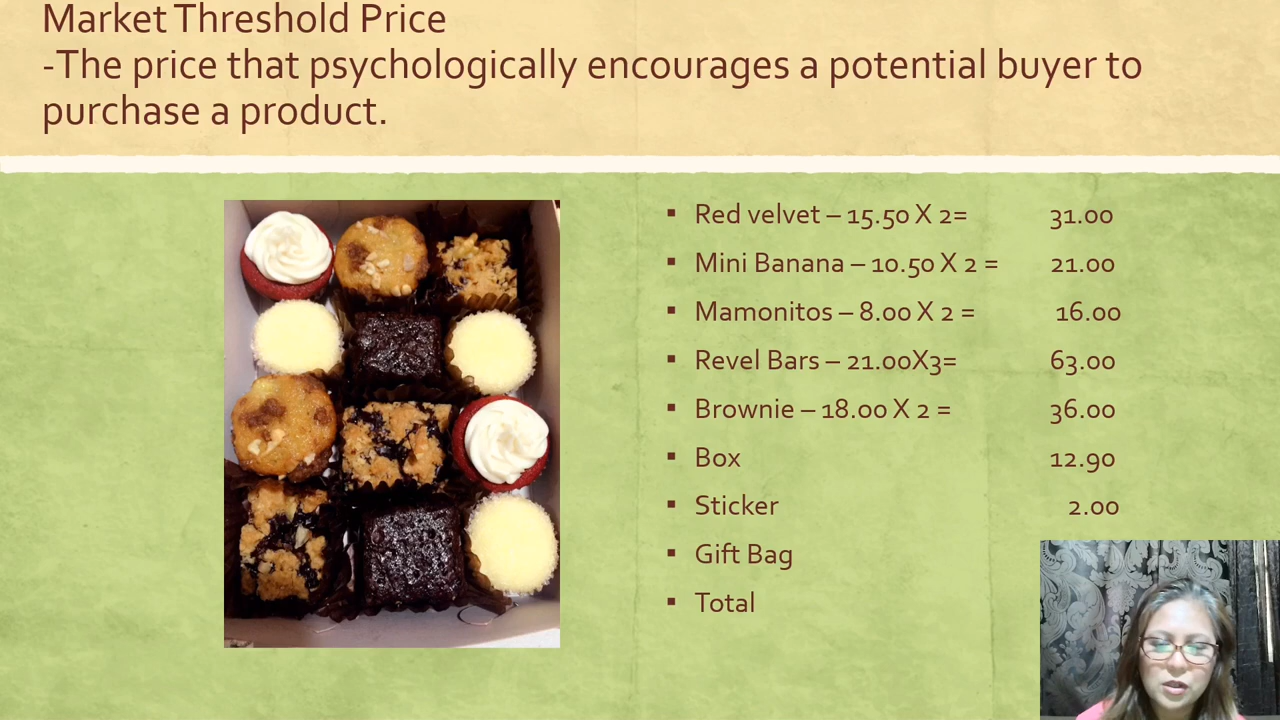 Market Threshold Price
-The price that psychologically encourages a potential buyer to
purchase a product.
▪ Red velvet – 15.50 X 2= 31.00
▪ Mini Banana – 10.50 X 2 = 21.00
▪ Mamonitos – 8.00 X 2 = 16.00
▪ Revel Bars – 21.00X3= 63.00
▪ Brownie – 18.00 X 2 = 36.00
▪ Box 12.90
▪ Sticker 2.00
▪ Gift Bag
▪ Total